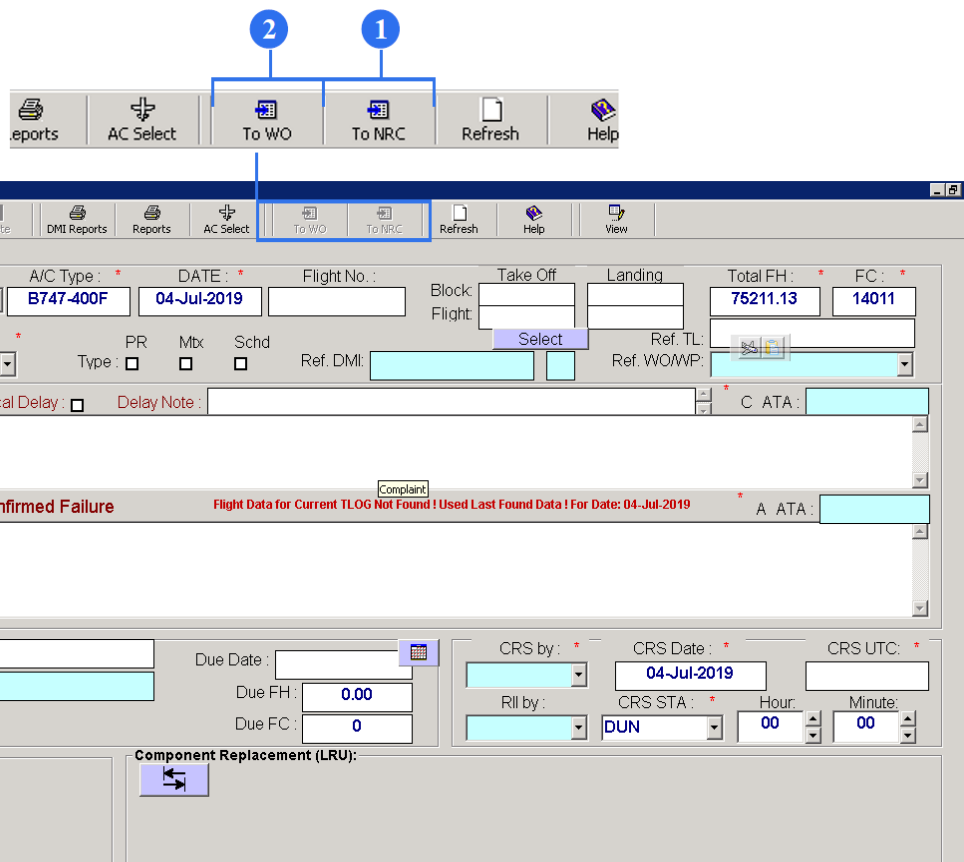 2 1
eports AC Select To WO To NRC Refresh Help
te DMI Reports Reports AC Select To WO To NRC Refresh Help View
A/C Type : * DATE : * Flight No. : Take Off Landing Total FH : * FC : *
B747-400F 04-Jul-2019 Block: 75211.13 14011
Flight:
* PR Mtx Schd Select Ref. TL:
Type : Ref. DMI: Ref. WO/WP:
cal Delay : Delay Note : * C ATA :
Complaint
nfirmed Failure Flight Data for Current TLOG Not Found ! Used Last Found Data ! For Date: 04-Jul-2019 * A ATA :
CRS by : * CRS Date : * CRS UTC: *
Due Date : 04-Jul-2019
Due FH : 0.00 RII by : CRS STA : * Hour: Minute:
Due FC : 0 DUN 00 00
Component Replacement (LRU):